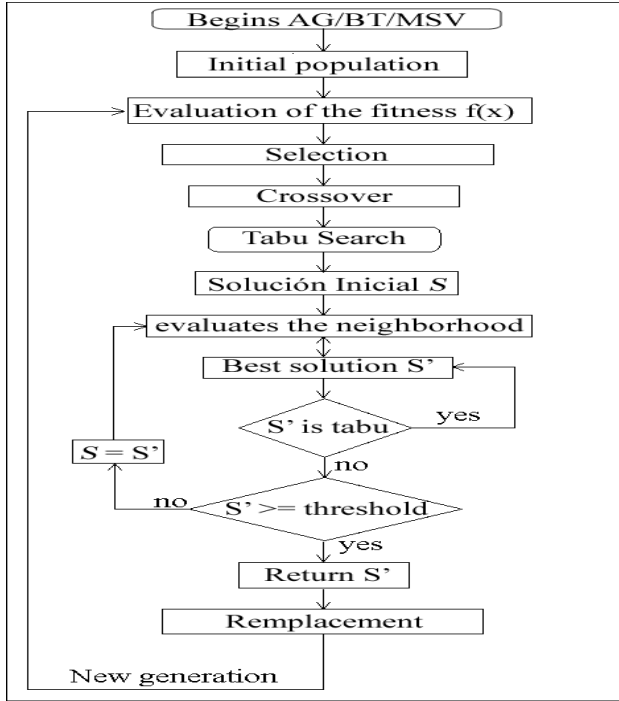 Begins AG/BT/MSV
Initial population
Evaluation of the fitness f(x)
Selection
Crossover
Tabu Search
Solución Inicial S
evaluates the neighborhood
Best solution S’
S’ is tabu
yes
S = S’
no
no
S’ >= threshold
yes
Return S’
Remplacement
New generation